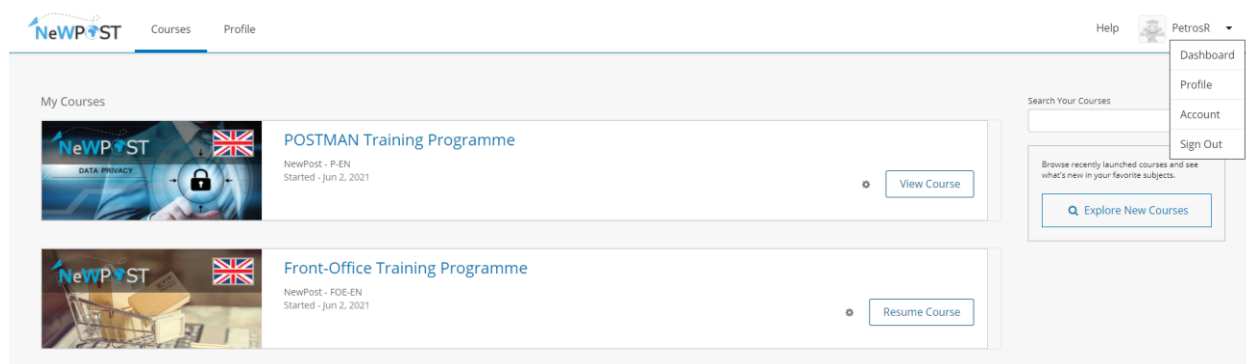 NeWPOST
Courses
Profile
Help
PetrosR
Dashboard
Profile
Account
Sign Out
My Courses
NeWPOST
DATA PRIVACY
POSTMAN Training Programme
NewPost - P-EN
Started - Jun 2, 2021
View Course
NeWPOST
Front-Office Training Programme
NewPost - FOE-EN
Started - Jun 2, 2021
Resume Course
Search Your Courses
Browse recently launched courses and see
what's new in your favorite subjects.
Explore New Courses